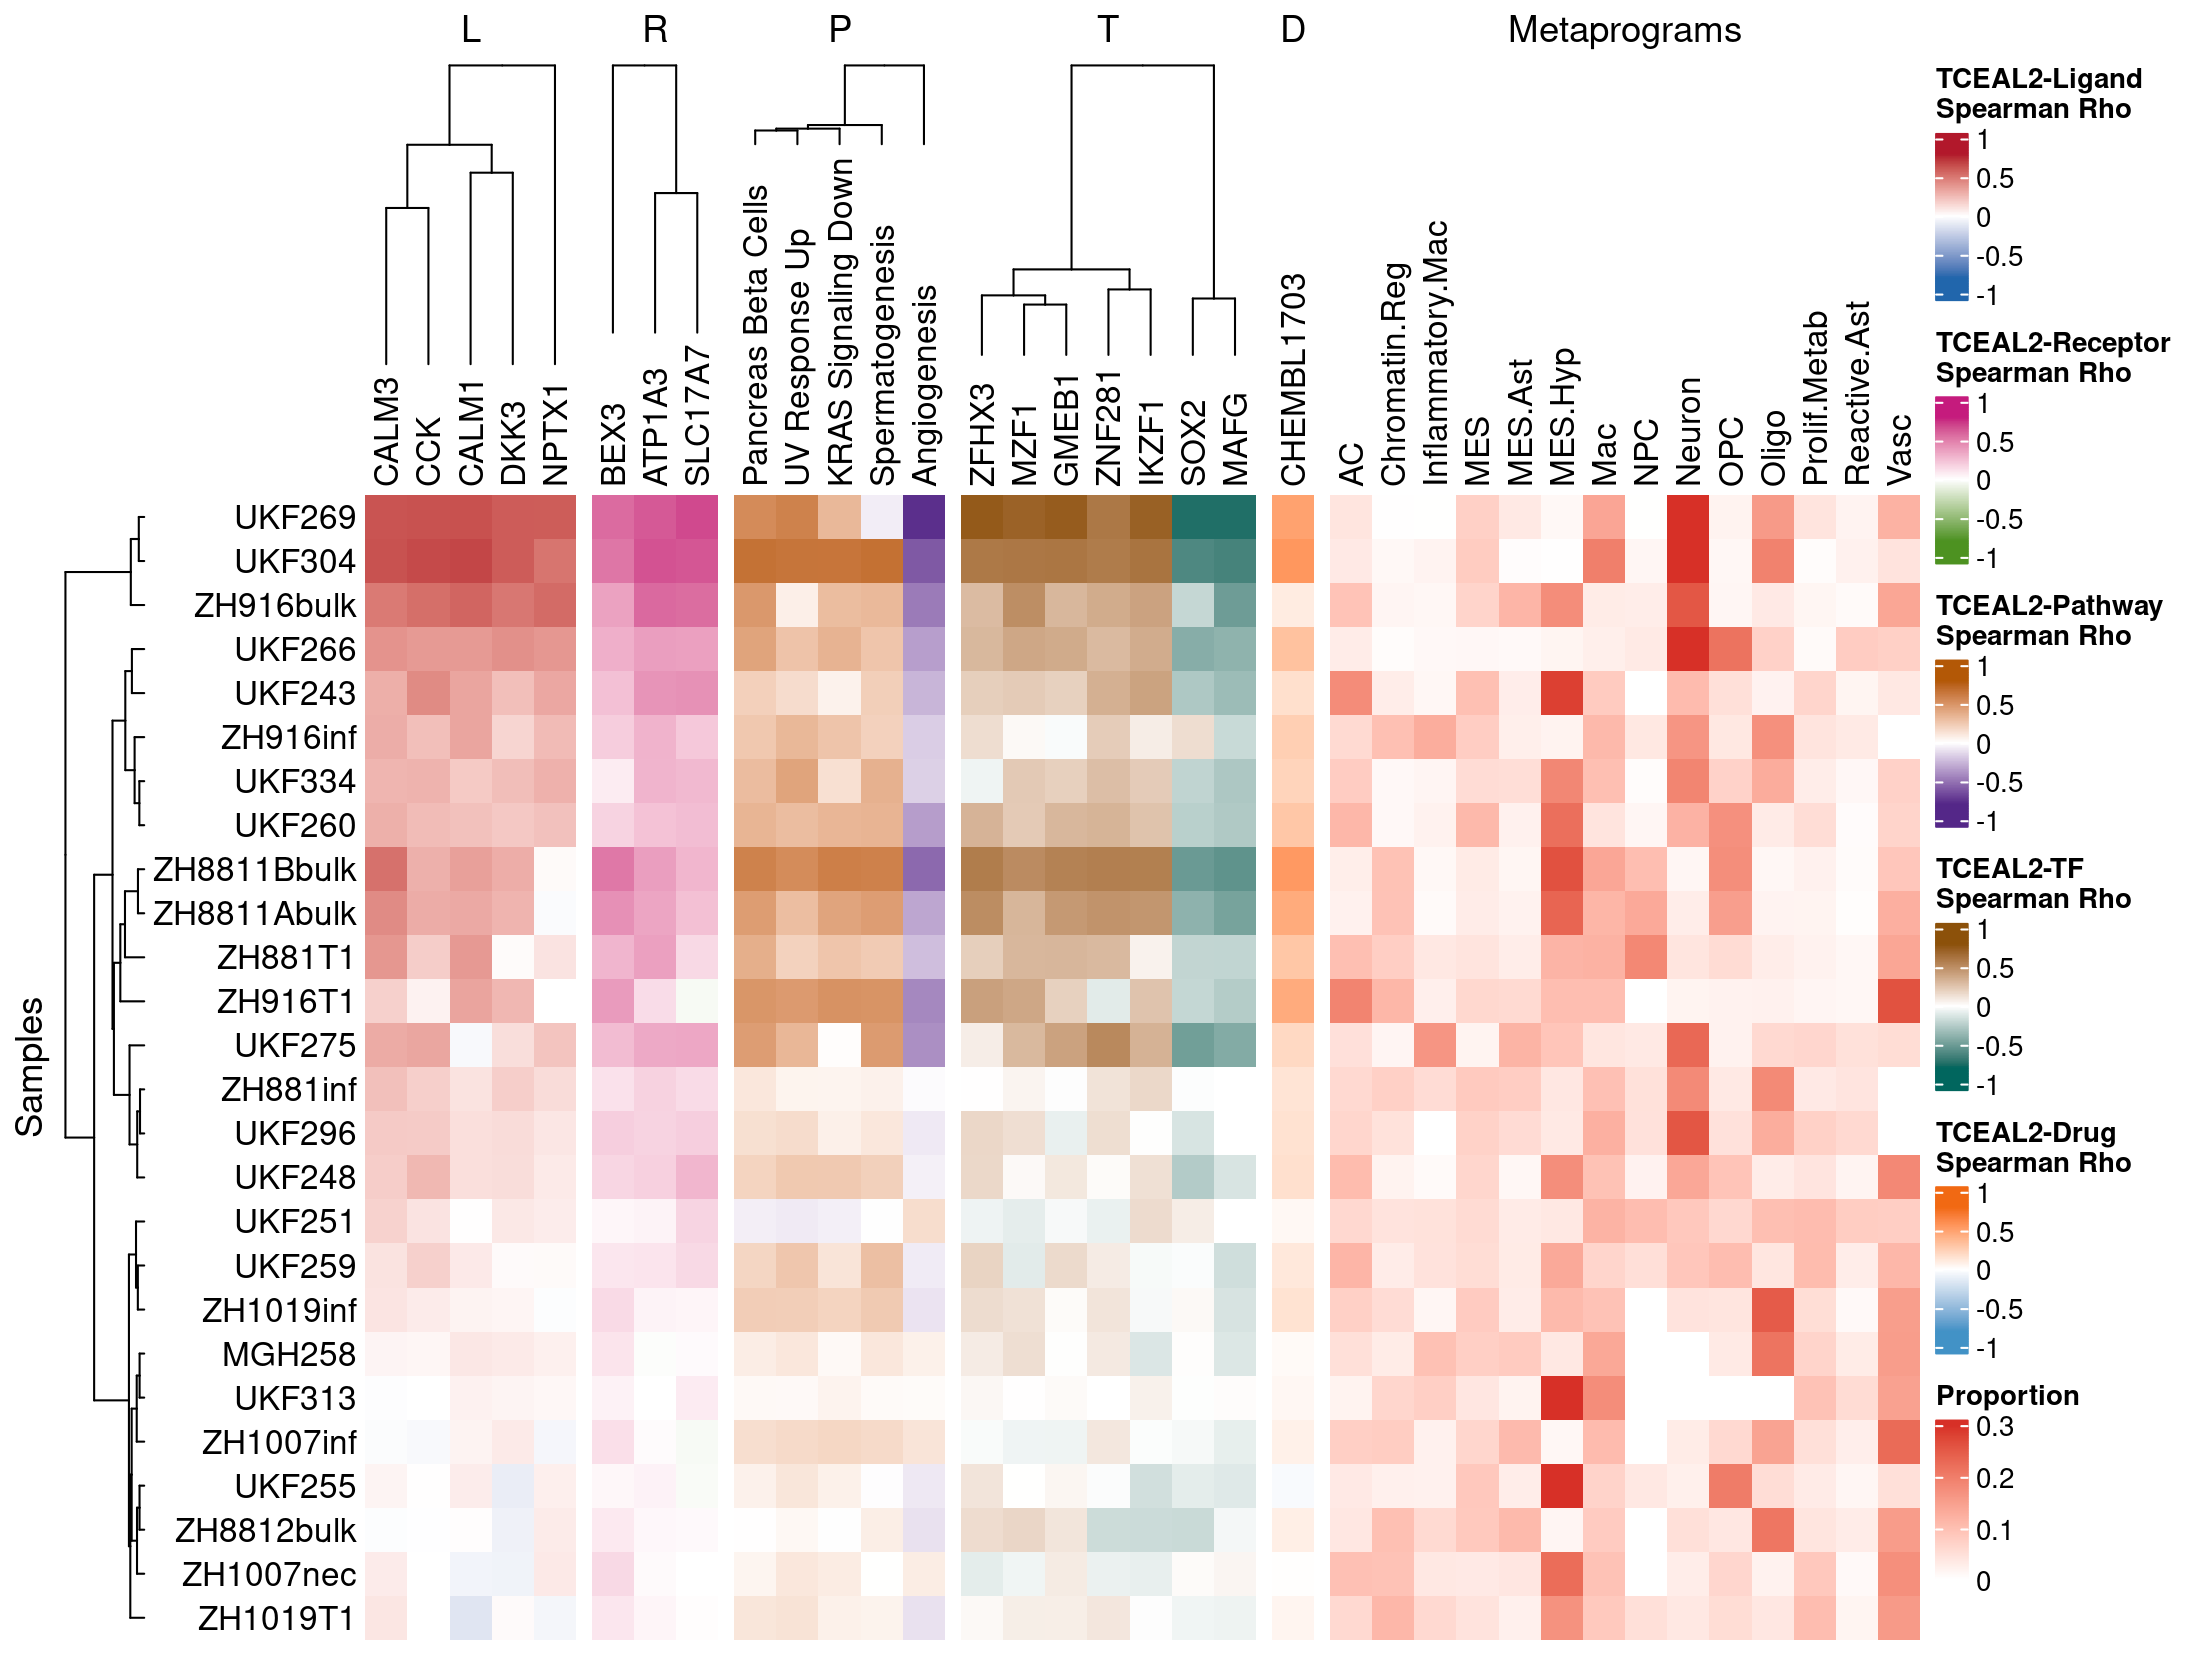 L R P T D Metaprograms
CALM3
CCK
CALM1
DKK3
NPTX1
BEX3
ATP1A3
SLC17A7
Pancreas Beta Cells
UV Response Up
KRAS Signaling Down
Spermatogenesis
Angiogenesis
ZFHX3
MZF1
GMEB1
ZNF281
IKZF1
SOX2
MAFG
CHEMBL1703
AC
Chromatin.Reg
Inflammatory.Mac
MES
MES.Ast
MES.Hyp
Mac
NPC
Neuron
OPC
Oligo
Prolif.Metab
Reactive.Ast
Vasc
Samples
UKF269
UKF304
ZH916bulk
UKF266
UKF243
ZH916inf
UKF334
UKF260
ZH8811Bbulk
ZH8811Abulk
ZH881T1
ZH916T1
UKF275
ZH881inf
UKF296
UKF248
UKF251
UKF259
ZH1019inf
MGH258
UKF313
ZH1007inf
UKF255
ZH8812bulk
ZH1007nec
ZH1019T1
TCEAL2-Ligand
Spearman Rho
1
0.5
0
-0.5
-1
TCEAL2-Receptor
Spearman Rho
1
0.5
0
-0.5
-1
TCEAL2-Pathway
Spearman Rho
1
0.5
0
-0.5
-1
TCEAL2-TF
Spearman Rho
1
0.5
0
-0.5
-1
TCEAL2-Drug
Spearman Rho
1
0.5
0
-0.5
-1
Proportion
0.3
0.2
0.1
0